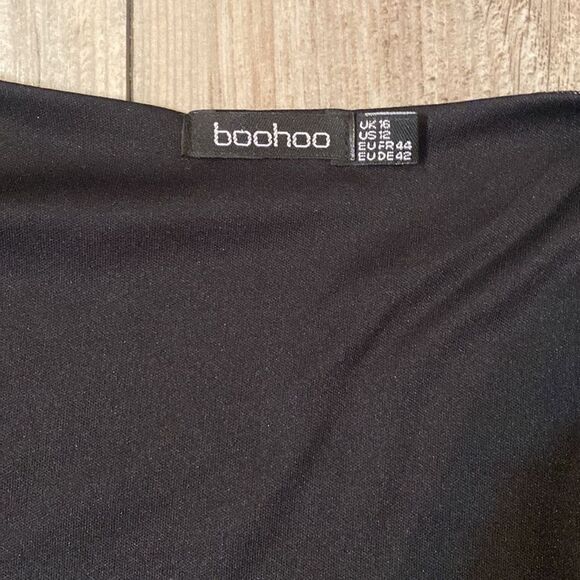 boohoo
UK 16
US 12
EU FR 44
EU DE 42